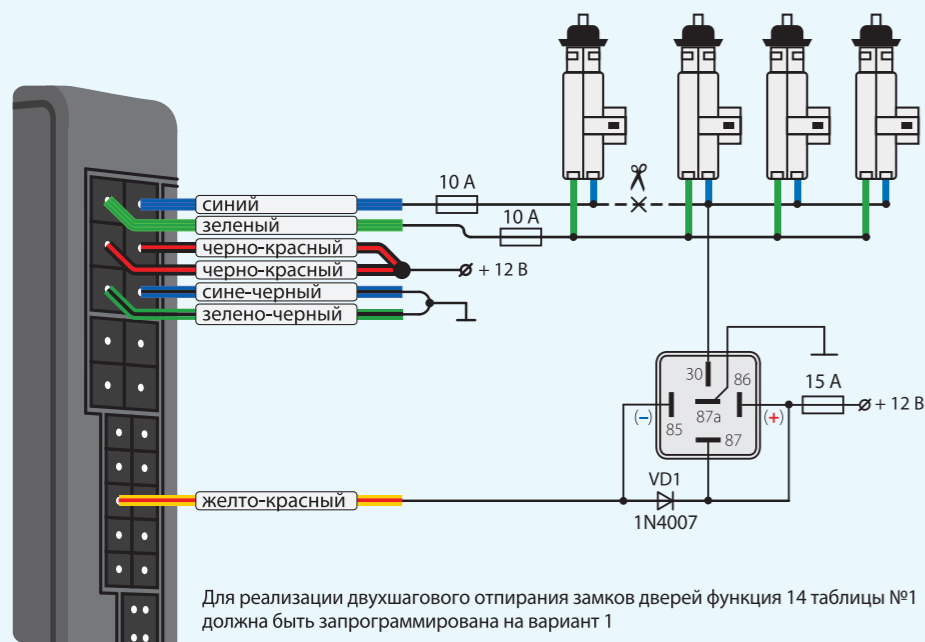 10 А
синий
10 А
зеленый
черно-красный
черно-красный
+ 12 В
сине-черный
зелено-черный
30
86
15 А
+ 12 В
(–)
87а
(+)
85
87
VD1
желто-красный
1N4007
Для реализации двухшагового отпирания замков дверей функция 14 таблицы №1
должна быть запрограммирована на вариант 1